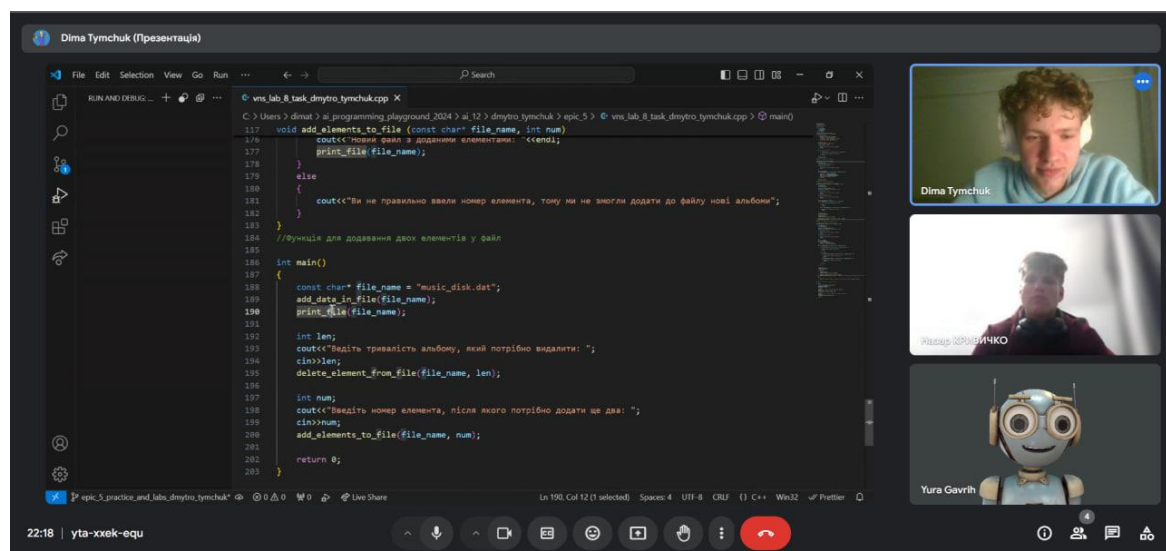 Dima Tymchuk (Презентація)
File Edit Selection View Go Run ··· Search
RUN AND DEBUG: ... vns_lab_8_task_dmytro_tymchuk.cpp
C: > Users > dimat > ai_programming_playground_2024 > ai_12 > dmytro_tymchuk > epic_5 > vns_lab_8_task_dmytro_tymchuk.cpp > main()
117 void add_elements_to_file (const char* file_name, int num)
176 cout<<"Новий файл з доданими елементами: "<<endl;
177 print_file(file_name);
178 }
179 else
180 {
181 cout<<"Ви не правильно ввели номер елемента, тому ми не змогли додати до файлу нові альбоми";
182 }
183 }
184 //Функція для додавання двох елементів у файл
185
186 int main()
187 {
188 const char* file_name = "music_disk.dat";
189 add_data_in_file(file_name);
190 print_file(file_name);
191
192 int len;
193 cout<<"Ведіть тривалість альбому, який потрібно видалити: ";
194 cin>>len;
195 delete_element_from_file(file_name, len);
196
197 int num;
198 cout<<"Введіть номер елемента, після якого потрібно додати ще два: ";
199 cin>>num;
200 add_elements_to_file(file_name, num);
201
202 return 0;
203 }
epic_5_practice_and_labs_dmytro_tymchuk* 0 0 0 Live Share Ln 190, Col 12 (1 selected) Spaces: 4 UTF-8 CRLF {} C++ Win32 Prettier
Dima Tymchuk
Назар КРИВИЧКО
Yura Gavrih
22:18 | yta-xxek-equ
4